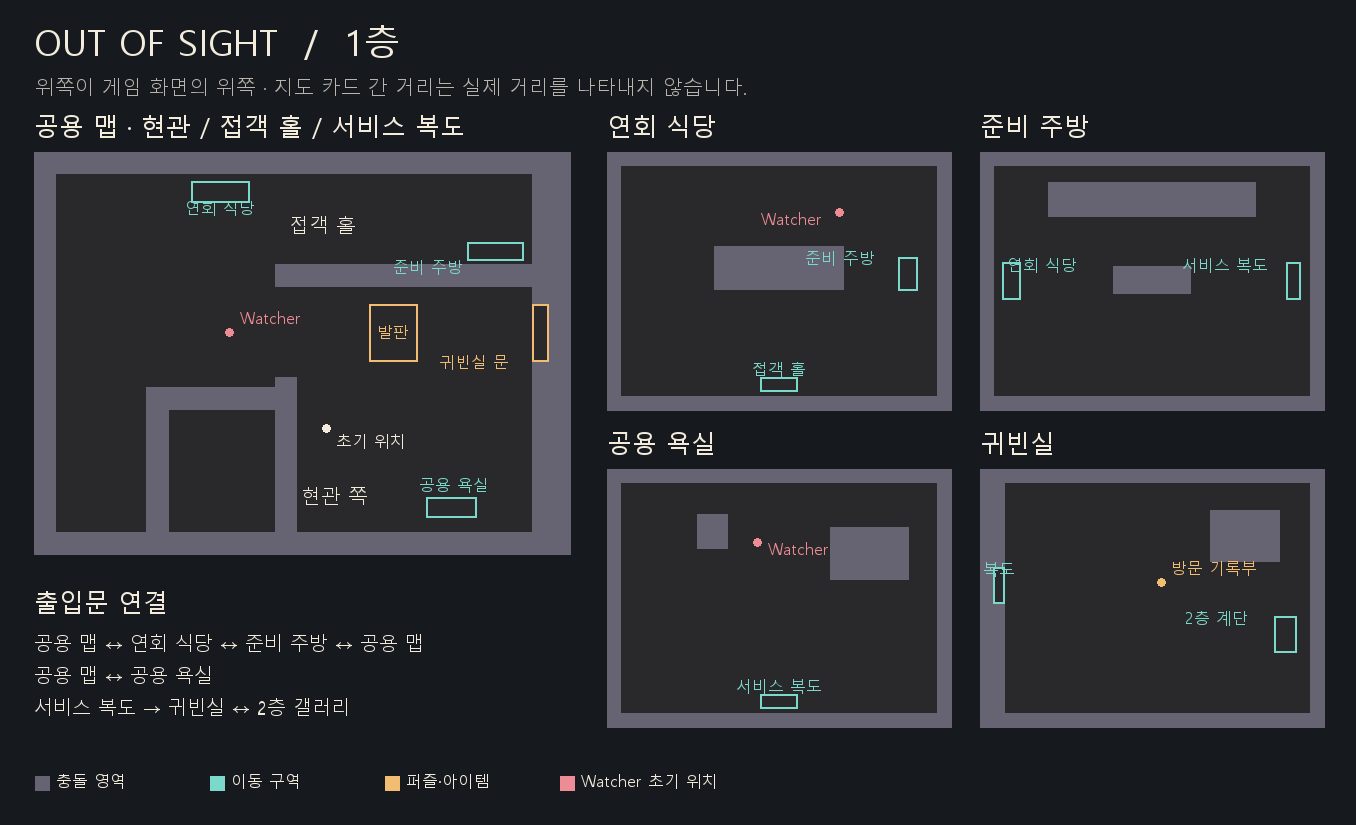 OUT OF SIGHT / 1층
위쪽이 게임 화면의 위쪽 · 지도 카드 간 거리는 실제 거리를 나타내지 않습니다.
공용 맵 · 현관 / 접객 홀 / 서비스 복도
연회 식당
접객 홀
준비 주방
Watcher
발판
귀빈실 문
초기 위치
현관 쪽
공용 욕실
연회 식당
Watcher
준비 주방
접객 홀
준비 주방
연회 식당
서비스 복도
공용 욕실
Watcher
서비스 복도
귀빈실
복도
방문 기록부
2층 계단
출입문 연결
공용 맵 ↔ 연회 식당 ↔ 준비 주방 ↔ 공용 맵
공용 맵 ↔ 공용 욕실
서비스 복도 → 귀빈실 ↔ 2층 갤러리
충돌 영역
이동 구역
퍼즐·아이템
Watcher 초기 위치